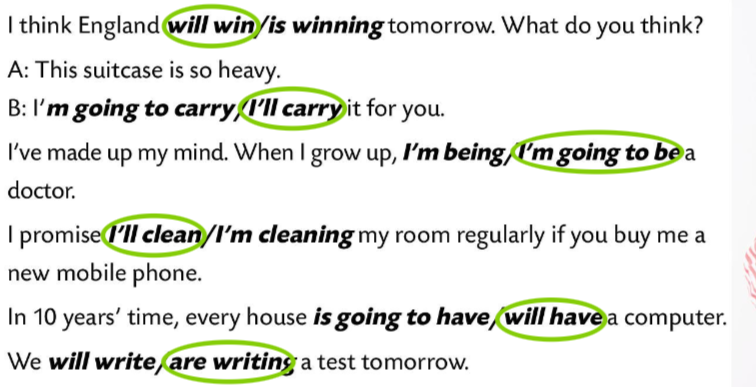 I think England will win/is winning tomorrow. What do you think?
A: This suitcase is so heavy.
B: I'm going to carry/I'll carry it for you.
I've made up my mind. When I grow up, I'm being/I'm going to be a
doctor.
I promise I'll clean/I'm cleaning my room regularly if you buy me a
new mobile phone.
In 10 years' time, every house is going to have/will have a computer.
We will write/are writing a test tomorrow.